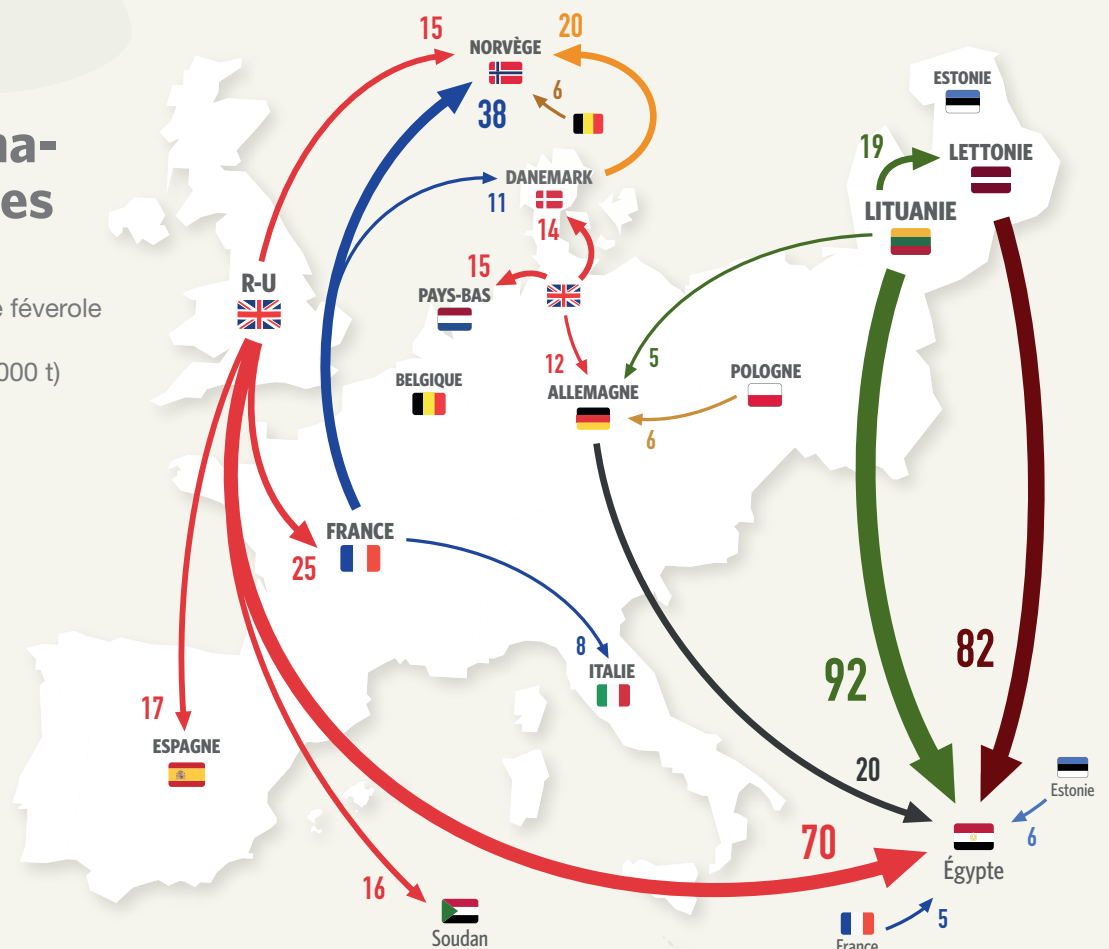 15
20
NORVÈGE
6
38
ESTONIE
na-
es
19
LETTONIE
DANEMARK
11
14
LITUANIE
15
R-U
PAYS-BAS
e féverole
000 t)
12
5
BELGIQUE
ALLEMAGNE
POLOGNE
6
FRANCE
25
8
ITALIE
92
82
17
ESPAGNE
20
Estonie
6
70
Égypte
16
5
Soudan
France